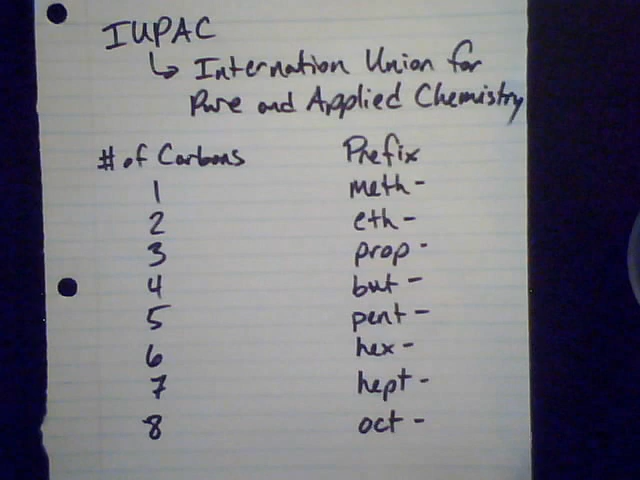 IUPAC
↳ Internation Union for
Pure and Applied Chemistry
# of Carbons Prefix
1 meth-
2 eth-
3 prop-
4 but-
5 pent-
6 hex-
7 hept-
8 oct-